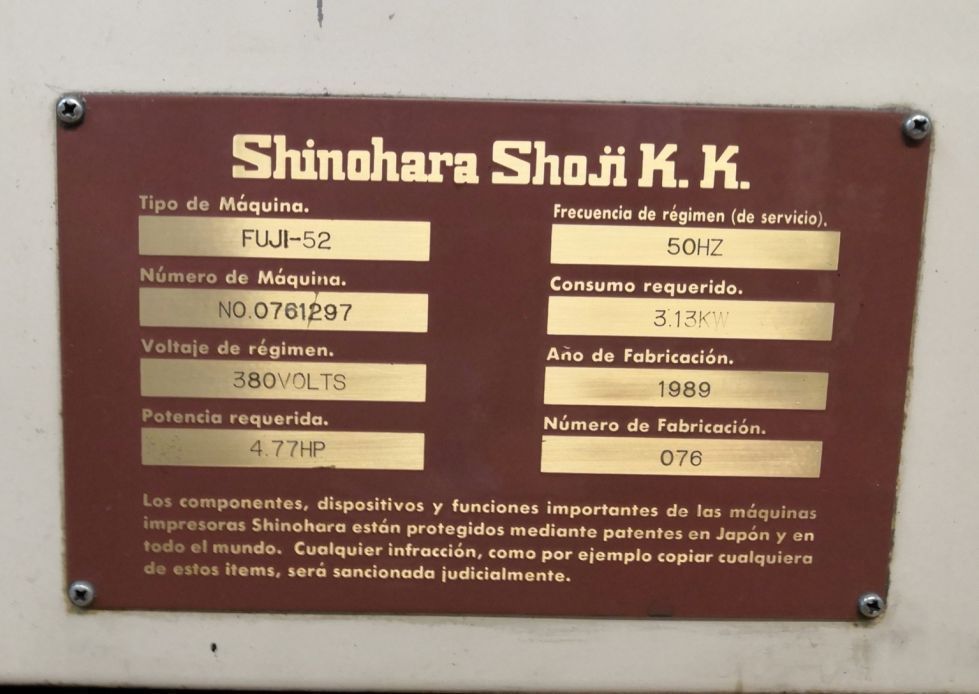 Shinohara Shoji K. K.
Tipo de Máquina.
FUJI-52
Número de Máquina.
NO.0761297
Voltaje de régimen.
380VOLTS
Potencia requerida.
4.77HP
Frecuencia de régimen (de servicio).
50HZ
Consumo requerido.
3.13KW
Año de Fabricación.
1989
Número de Fabricación.
076
Los componentes, dispositivos y funciones importantes de las máquinas
impresoras Shinohara están protegidos mediante patentes en Japón y en
todo el mundo. Cualquier infracción, como por ejemplo copiar cualquiera
de estos items, será sancionada judicialmente.